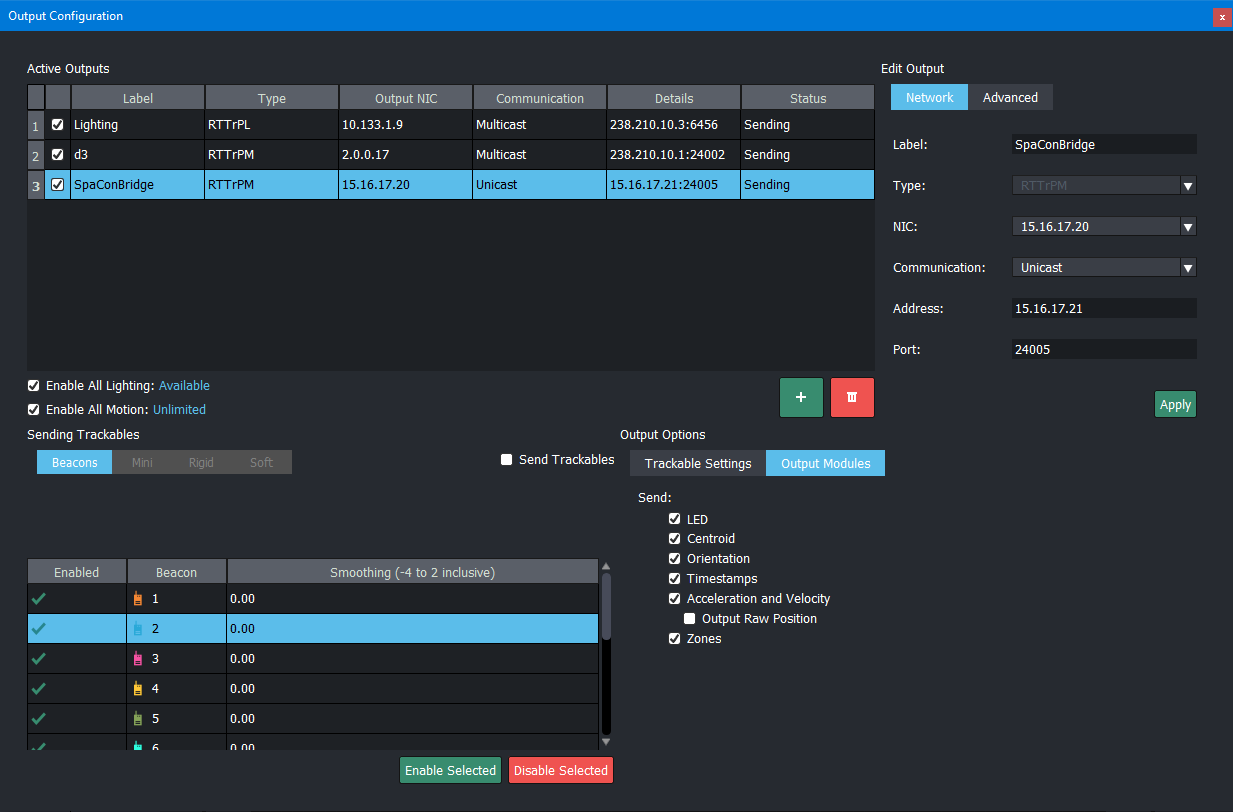 Output Configuration
x
Active Outputs
Label Type Output NIC Communication Details Status
1 Lighting RTTrPL 10.133.1.9 Multicast 238.210.10.3:6456 Sending
2 d3 RTTrPM 2.0.0.17 Multicast 238.210.10.1:24002 Sending
3 SpaConBridge RTTrPM 15.16.17.20 Unicast 15.16.17.21:24005 Sending
Enable All Lighting: Available
Enable All Motion: Unlimited
+
Edit Output
Network Advanced
Label: SpaConBridge
Type: RTTrPM
NIC: 15.16.17.20
Communication: Unicast
Address: 15.16.17.21
Port: 24005
Apply
Sending Trackables
Beacons Mini Rigid Soft
Send Trackables
Enabled Beacon Smoothing (-4 to 2 inclusive)
1 0.00
2 0.00
3 0.00
4 0.00
5 0.00
6 0.00
Enable Selected Disable Selected
Output Options
Trackable Settings Output Modules
Send:
LED
Centroid
Orientation
Timestamps
Acceleration and Velocity
Output Raw Position
Zones